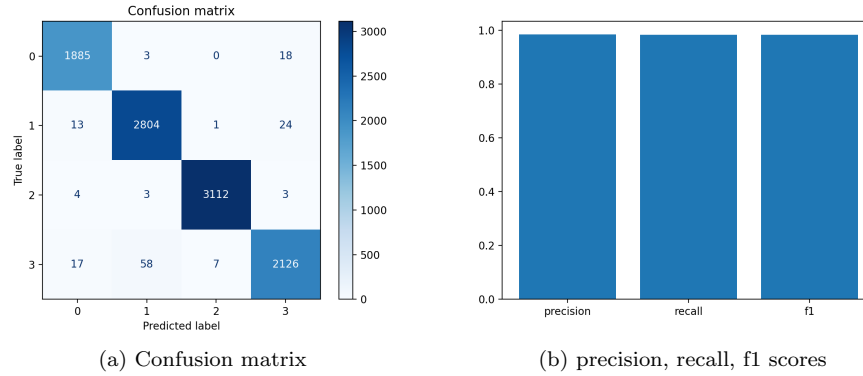 Confusion matrix
0 1885 3 0 18
1 13 2804 1 24
2 4 3 3112 3
3 17 58 7 2126
0 1 2 3
Predicted label
True label
3000
2500
2000
1500
1000
500
0
(a) Confusion matrix
1.0
0.8
0.6
0.4
0.2
0.0
precision recall f1
(b) precision, recall, f1 scores